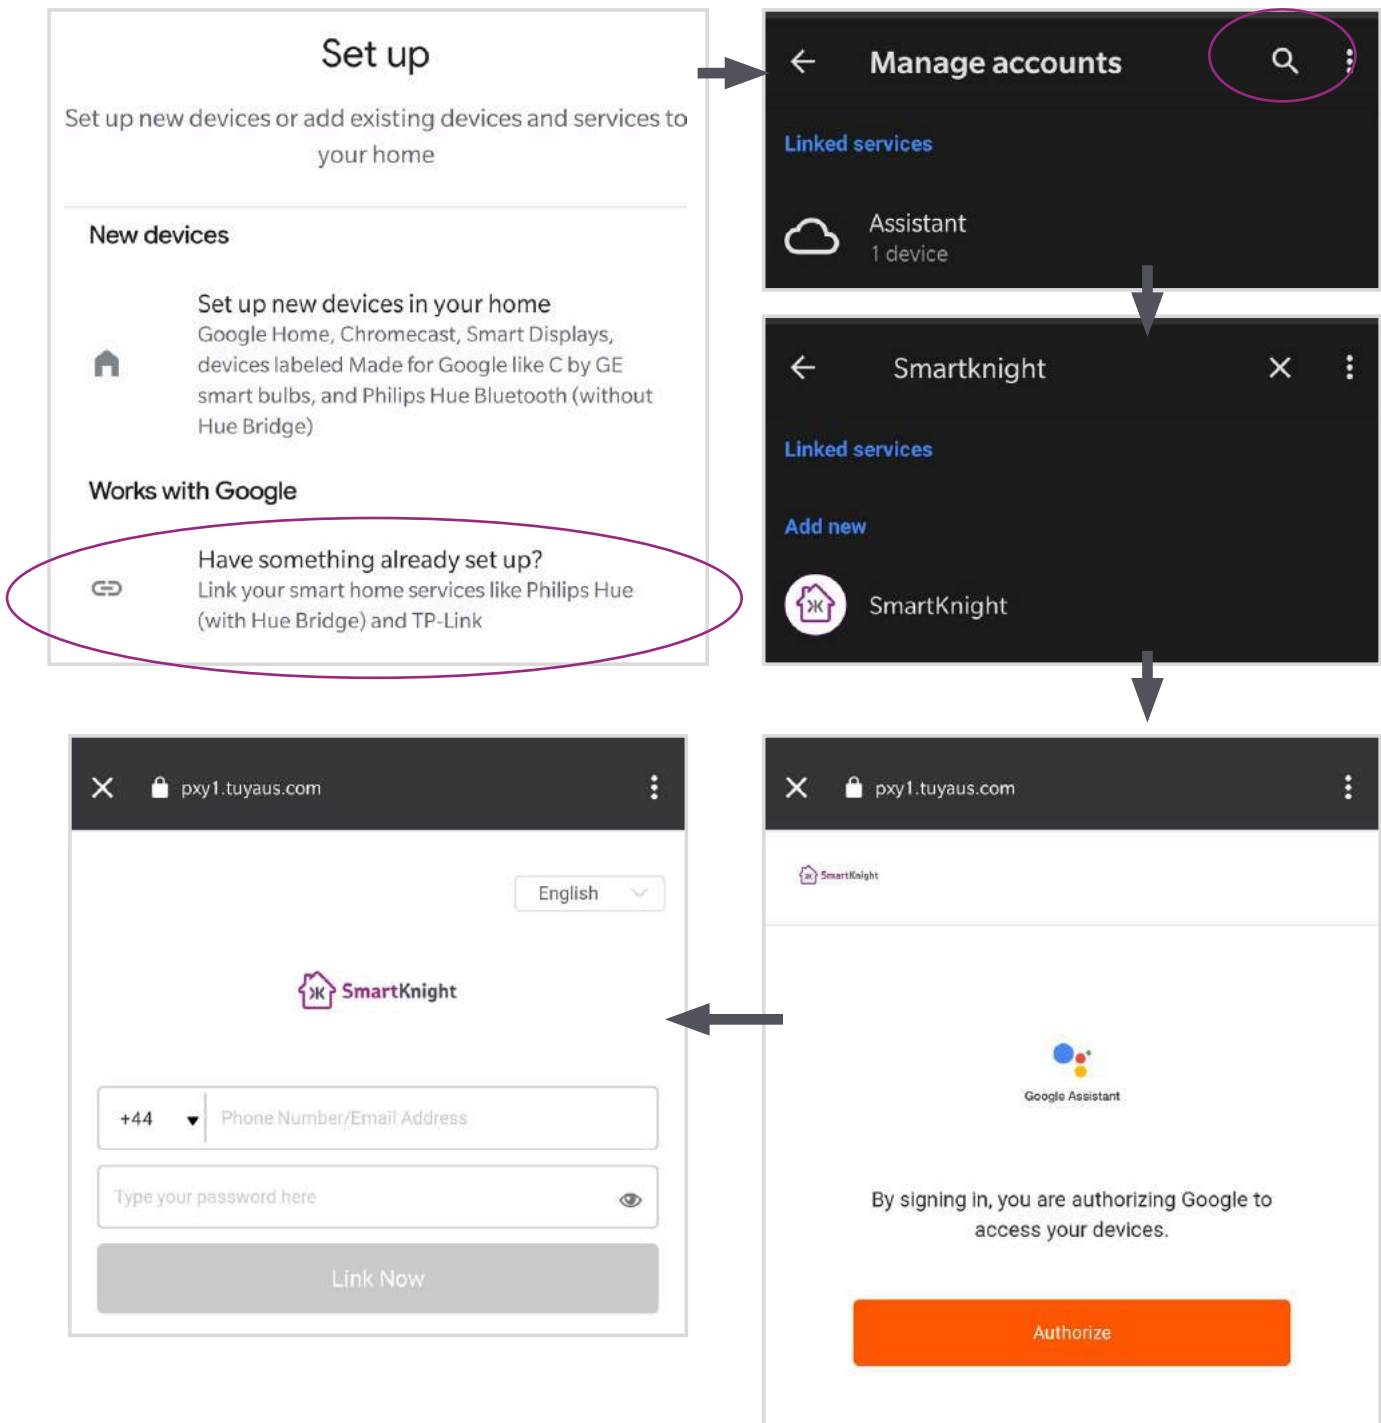 Set up
Set up new devices or add existing devices and services to
your home
New devices
Set up new devices in your home
Google Home, Chromecast, Smart Displays,
devices labeled Made for Google like C by GE
smart bulbs, and Philips Hue Bluetooth (without
Hue Bridge)
Works with Google
Have something already set up?
Link your smart home services like Philips Hue
(with Hue Bridge) and TP-Link
Manage accounts
Linked services
Assistant
1 device
Smartknight
Linked services
Add new
SmartKnight
pxy1.tuyaus.com
SmartKnight
Google Assistant
By signing in, you are authorizing Google to
access your devices.
Authorize
pxy1.tuyaus.com
English
SmartKnight
+44 Phone Number/Email Address
Type your password here
Link Now